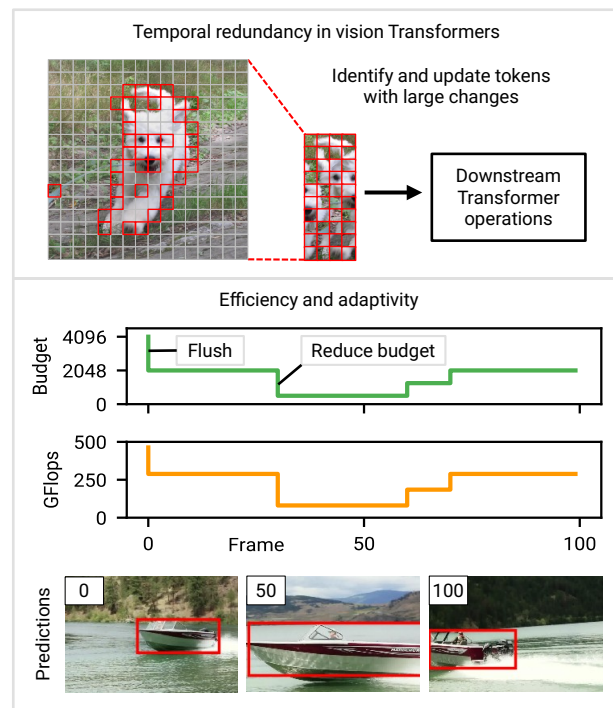 Temporal redundancy in vision Transformers
Identify and update tokens
with large changes
Downstream
Transformer
operations
Efficiency and adaptivity
Budget
4096
2048
0
Flush
Reduce budget
GFlops
500
250
0
0
Frame
50
100
Predictions
0
50
100